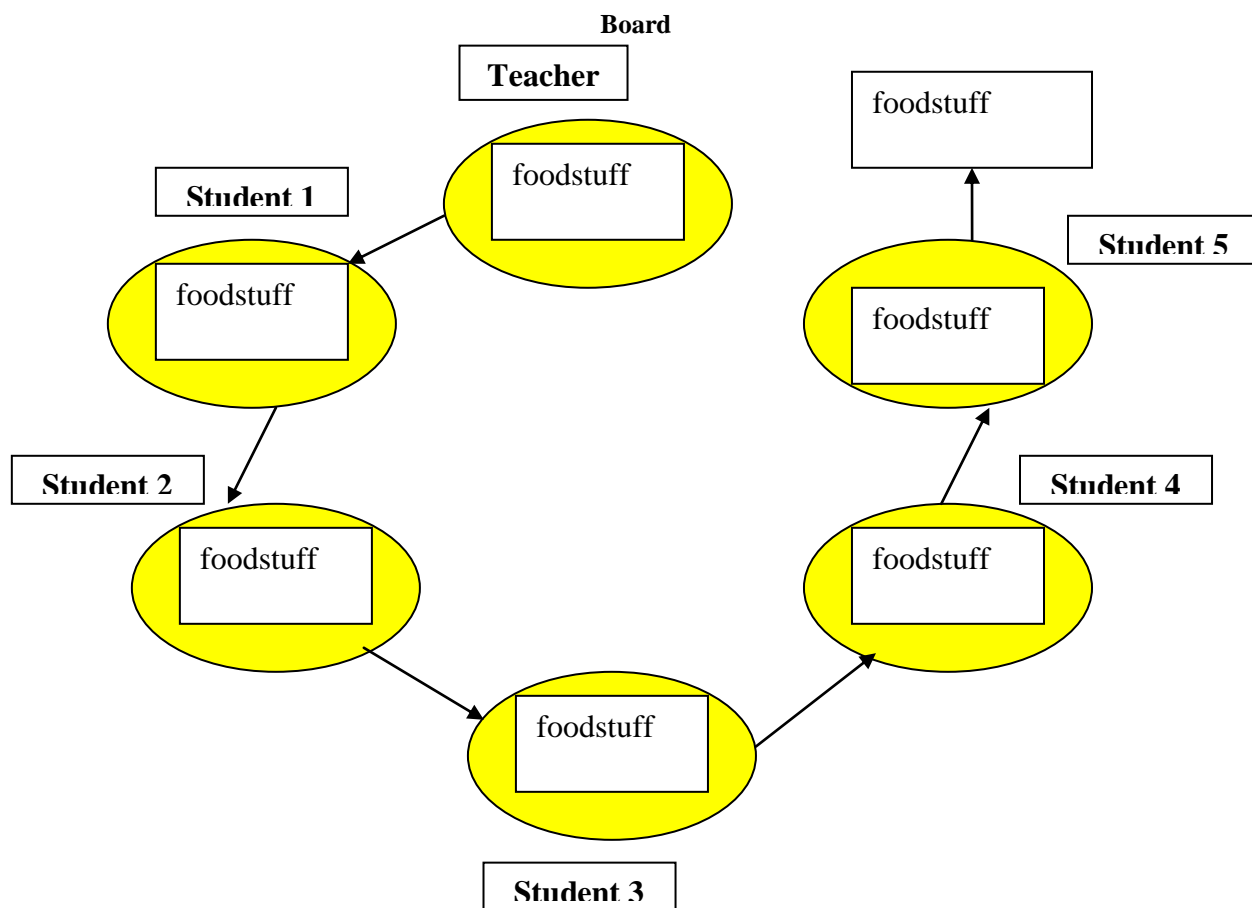 Board
Teacher
foodstuff
foodstuff
Student 1
Student 5
foodstuff
foodstuff
Student 2
Student 4
foodstuff
foodstuff
foodstuff
Student 3